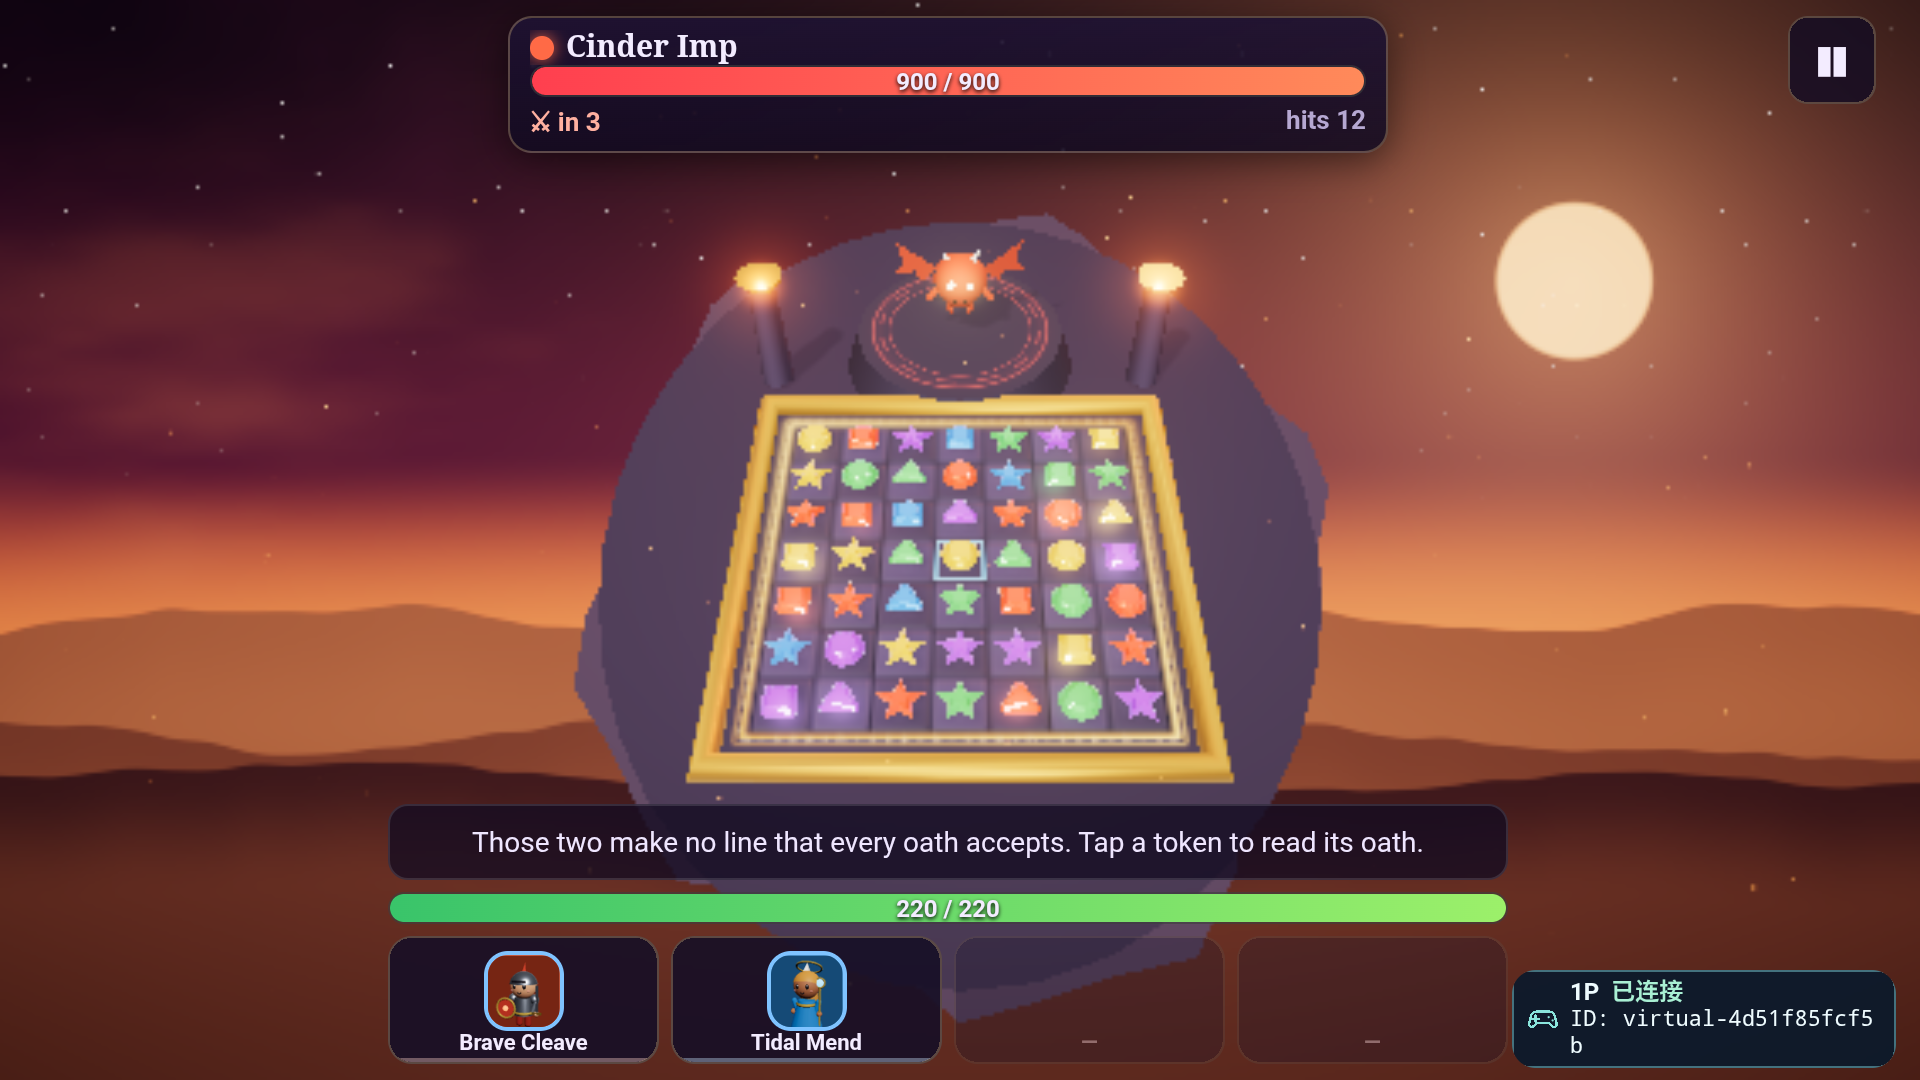 Cinder Imp
900 / 900
in 3
hits 12
Those two make no line that every oath accepts. Tap a token to read its oath.
220 / 220
Brave Cleave
Tidal Mend
–
–
1P 已连接
ID: virtual-4d51f85fcf5
b